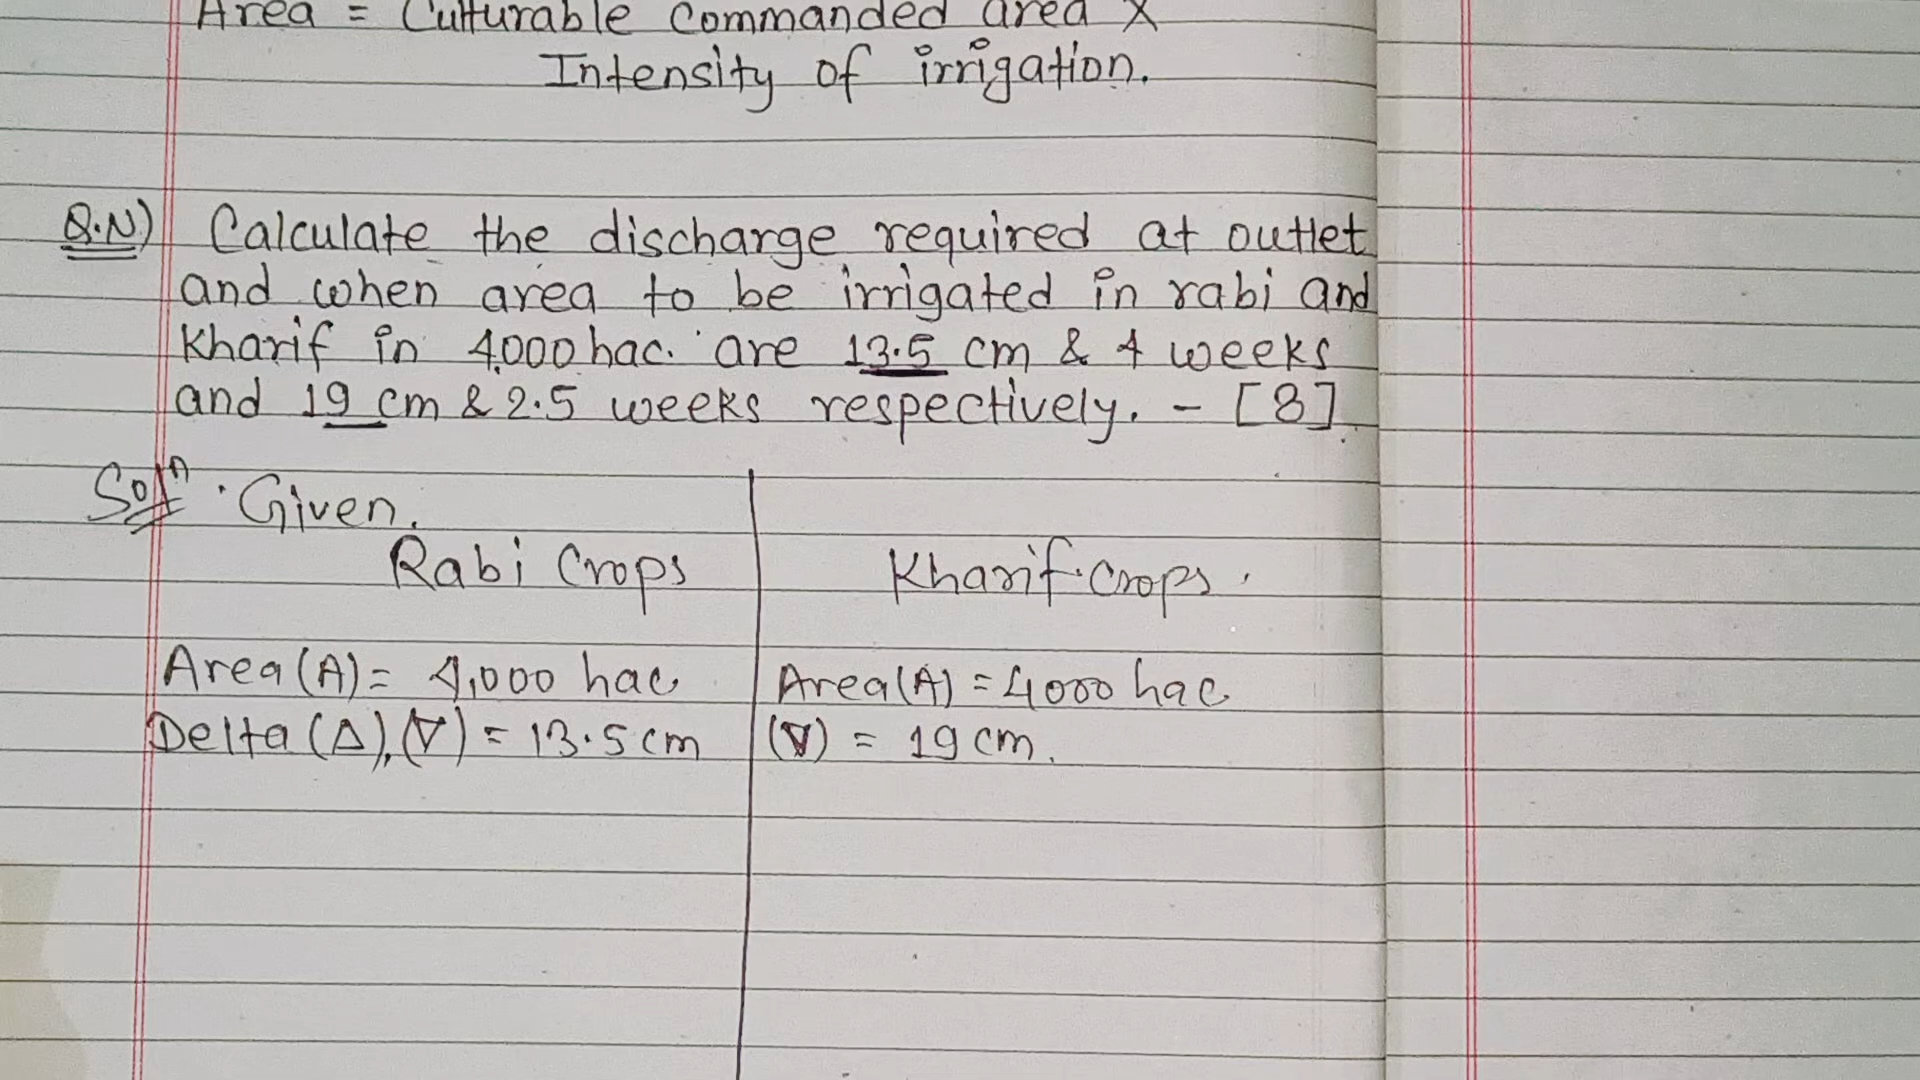 Area = Culturable Commanded area X
Intensity of irrigation.
Q.N) Calculate the discharge required at outlet
and when area to be irrigated in rabi and
Kharif in 4,000 hac. are 13.5 cm & 4 weeks
and 19 cm & 2.5 weeks respectively. - [8]
Solⁿ. Given.
Rabi Crops
Kharif crops.
Area (A) = 4,000 hac
Area (A) = 4000 hac
Delta (Δ), (∇) = 13.5 cm
(∇) = 19 cm.